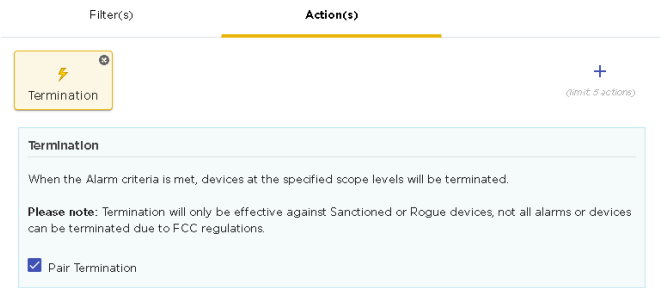 Filter(s) Action(s)
Termination
(limit: 5 actions)
Termination
When the Alarm criteria is met, devices at the specified scope levels will be terminated.
Please note: Termination will only be effective against Sanctioned or Rogue devices, not all alarms or devices
can be terminated due to FCC regulations.
Pair Termination